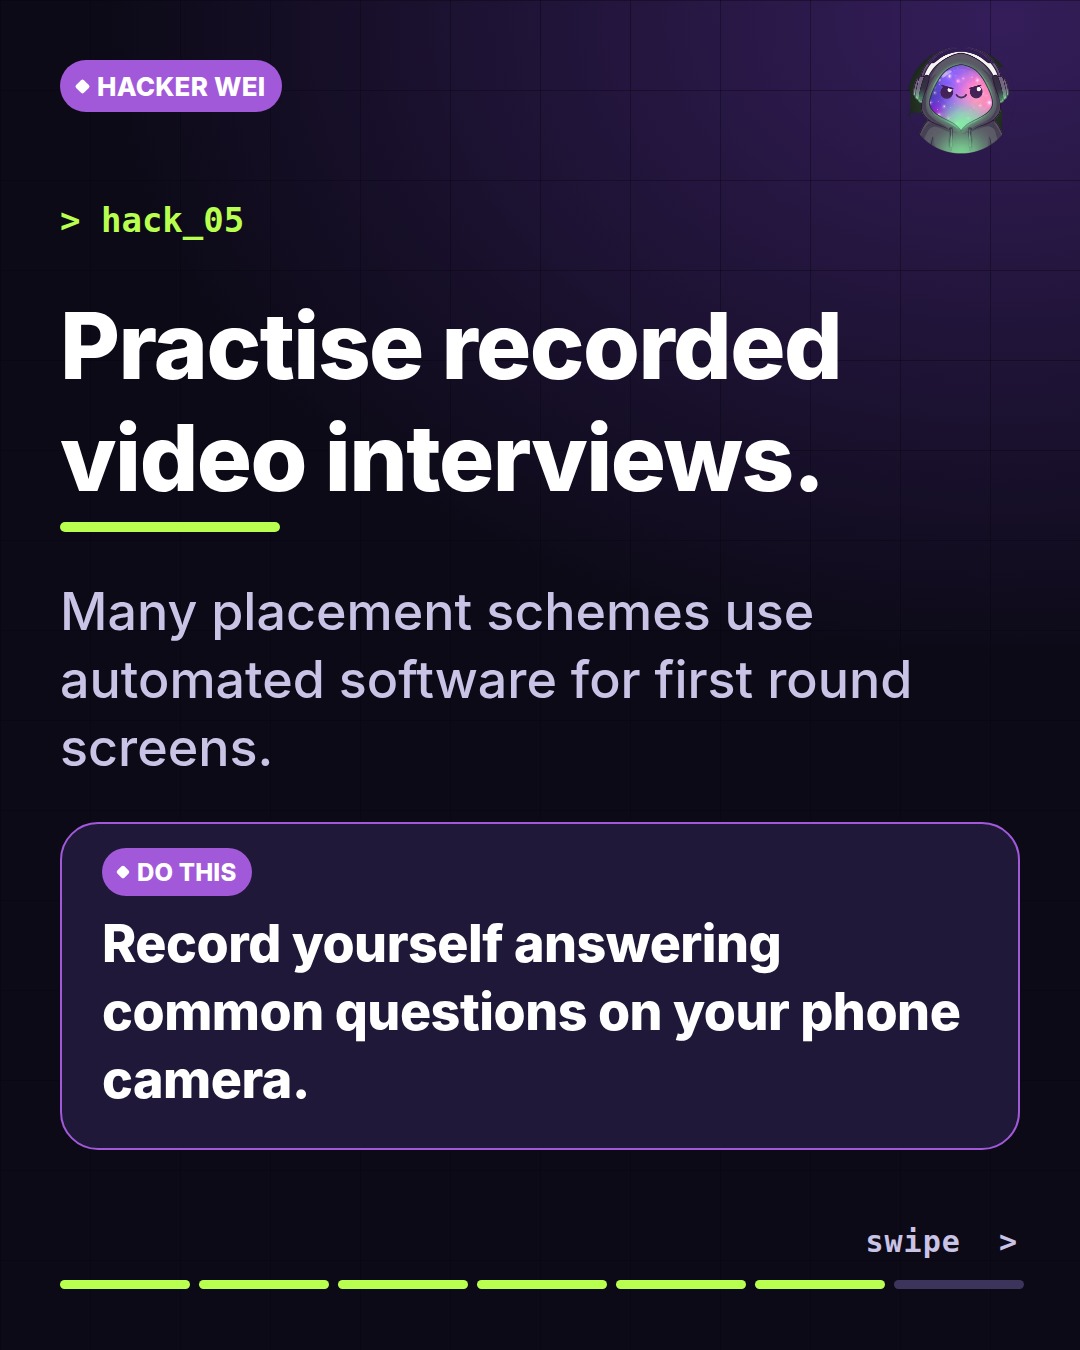 HACKER WEI
> hack_05
Practise recorded
video interviews.
Many placement schemes use
automated software for first round
screens.
DO THIS
Record yourself answering
common questions on your phone
camera.
swipe >